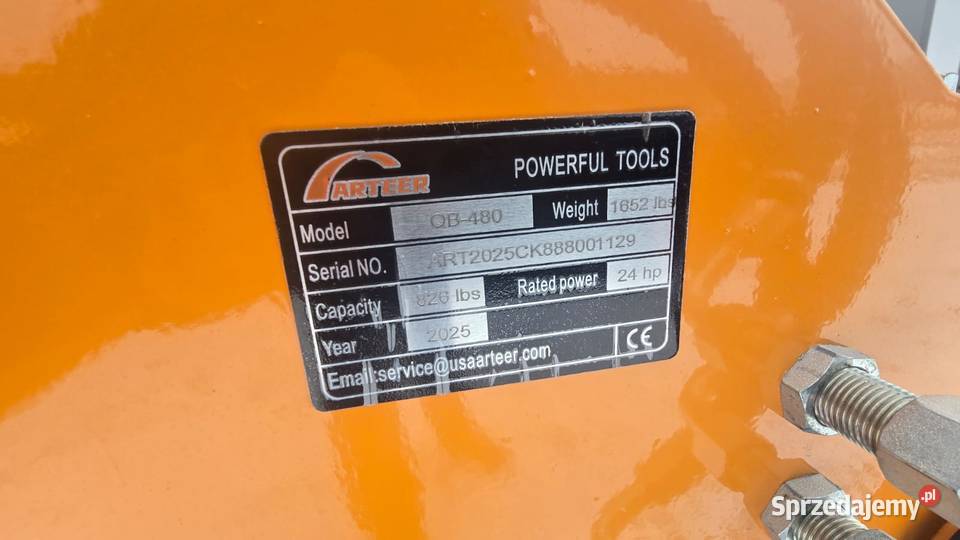 ARTEER POWERFUL TOOLS
Model QB-480 Weight 1652 lbs
Serial NO. ART2025CK888001129
Capacity 826 lbs Rated power 24 hp
Year 2025
Email:service@usaarteer.com CE
Sprzedajemy.pl